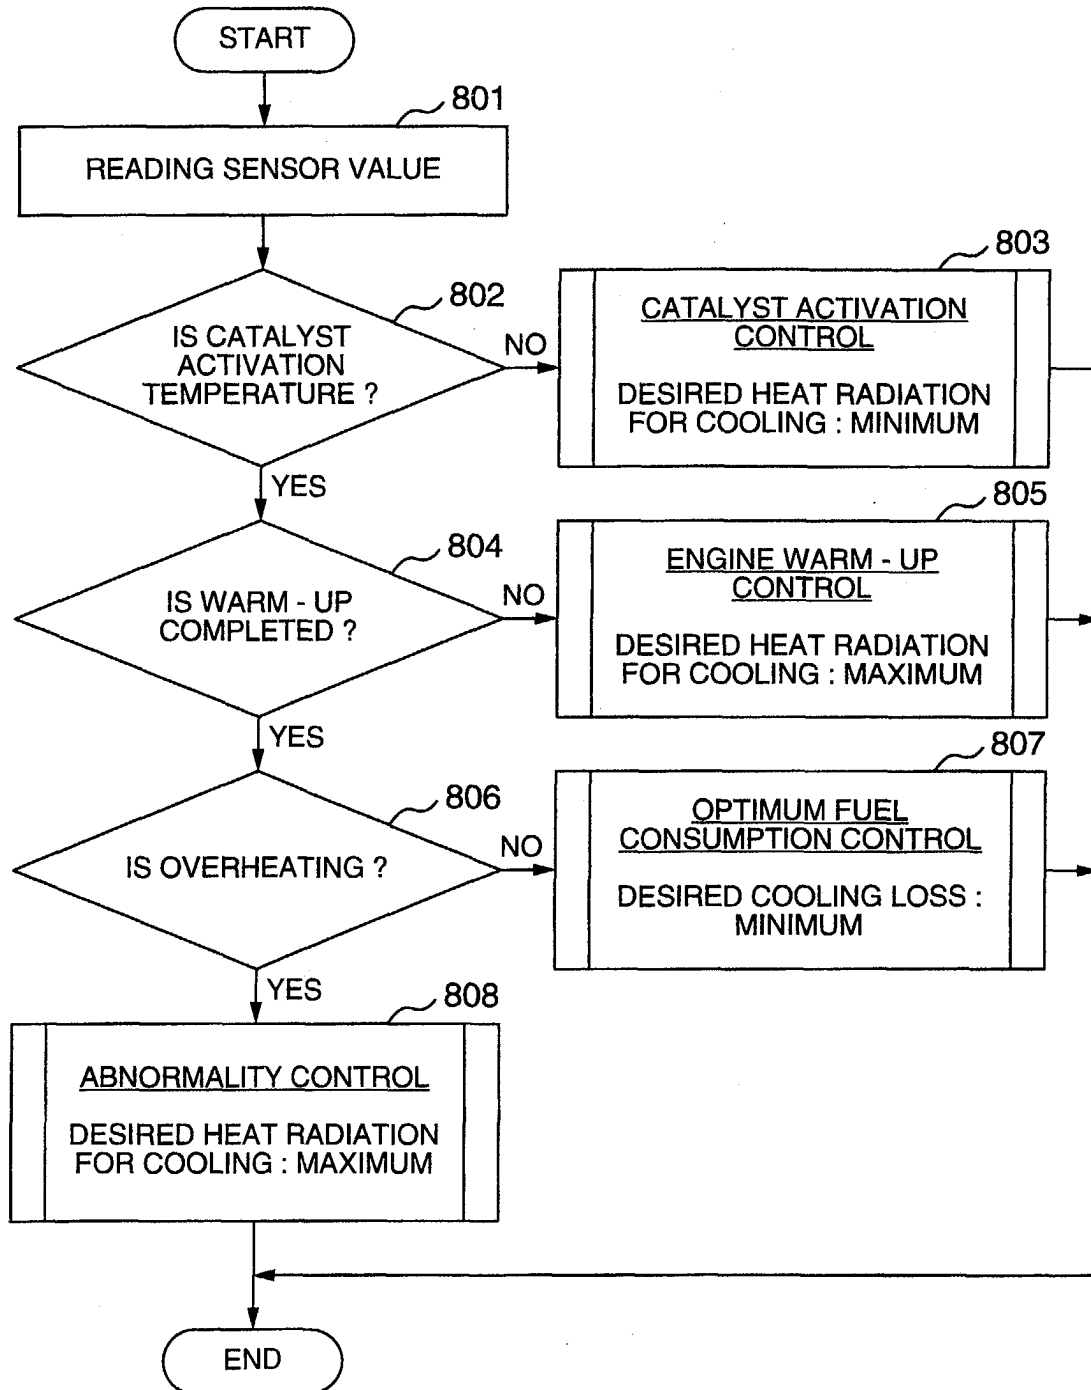 START
801
READING SENSOR VALUE
802
IS CATALYST
ACTIVATION
TEMPERATURE ?
NO
803
CATALYST ACTIVATION
CONTROL
DESIRED HEAT RADIATION
FOR COOLING : MINIMUM
YES
804
IS WARM - UP
COMPLETED ?
NO
805
ENGINE WARM - UP
CONTROL
DESIRED HEAT RADIATION
FOR COOLING : MAXIMUM
YES
806
IS OVERHEATING ?
NO
807
OPTIMUM FUEL
CONSUMPTION CONTROL
DESIRED COOLING LOSS :
MINIMUM
YES
808
ABNORMALITY CONTROL
DESIRED HEAT RADIATION
FOR COOLING : MAXIMUM
END